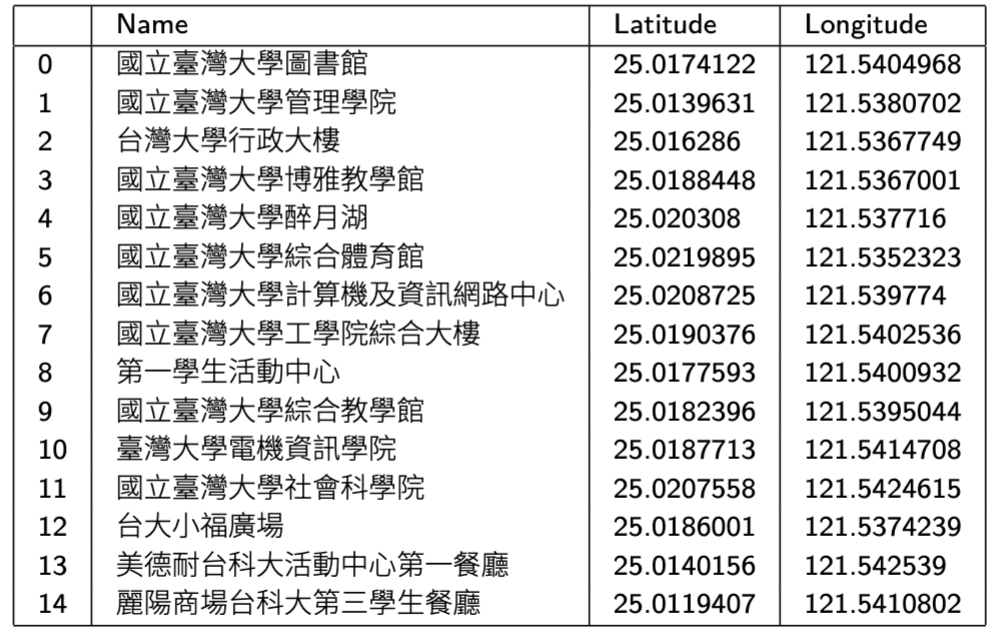 Name Latitude Longitude
0 國立臺灣大學圖書館 25.0174122 121.5404968
1 國立臺灣大學管理學院 25.0139631 121.5380702
2 台灣大學行政大樓 25.016286 121.5367749
3 國立臺灣大學博雅教學館 25.0188448 121.5367001
4 國立臺灣大學醉月湖 25.020308 121.537716
5 國立臺灣大學綜合體育館 25.0219895 121.5352323
6 國立臺灣大學計算機及資訊網路中心 25.0208725 121.539774
7 國立臺灣大學工學院綜合大樓 25.0190376 121.5402536
8 第一學生活動中心 25.0177593 121.5400932
9 國立臺灣大學綜合教學館 25.0182396 121.5395044
10 臺灣大學電機資訊學院 25.0187713 121.5414708
11 國立臺灣大學社會科學院 25.0207558 121.5424615
12 台大小福廣場 25.0186001 121.5374239
13 美德耐台科大活動中心第一餐廳 25.0140156 121.542539
14 麗陽商場台科大第三學生餐廳 25.0119407 121.5410802